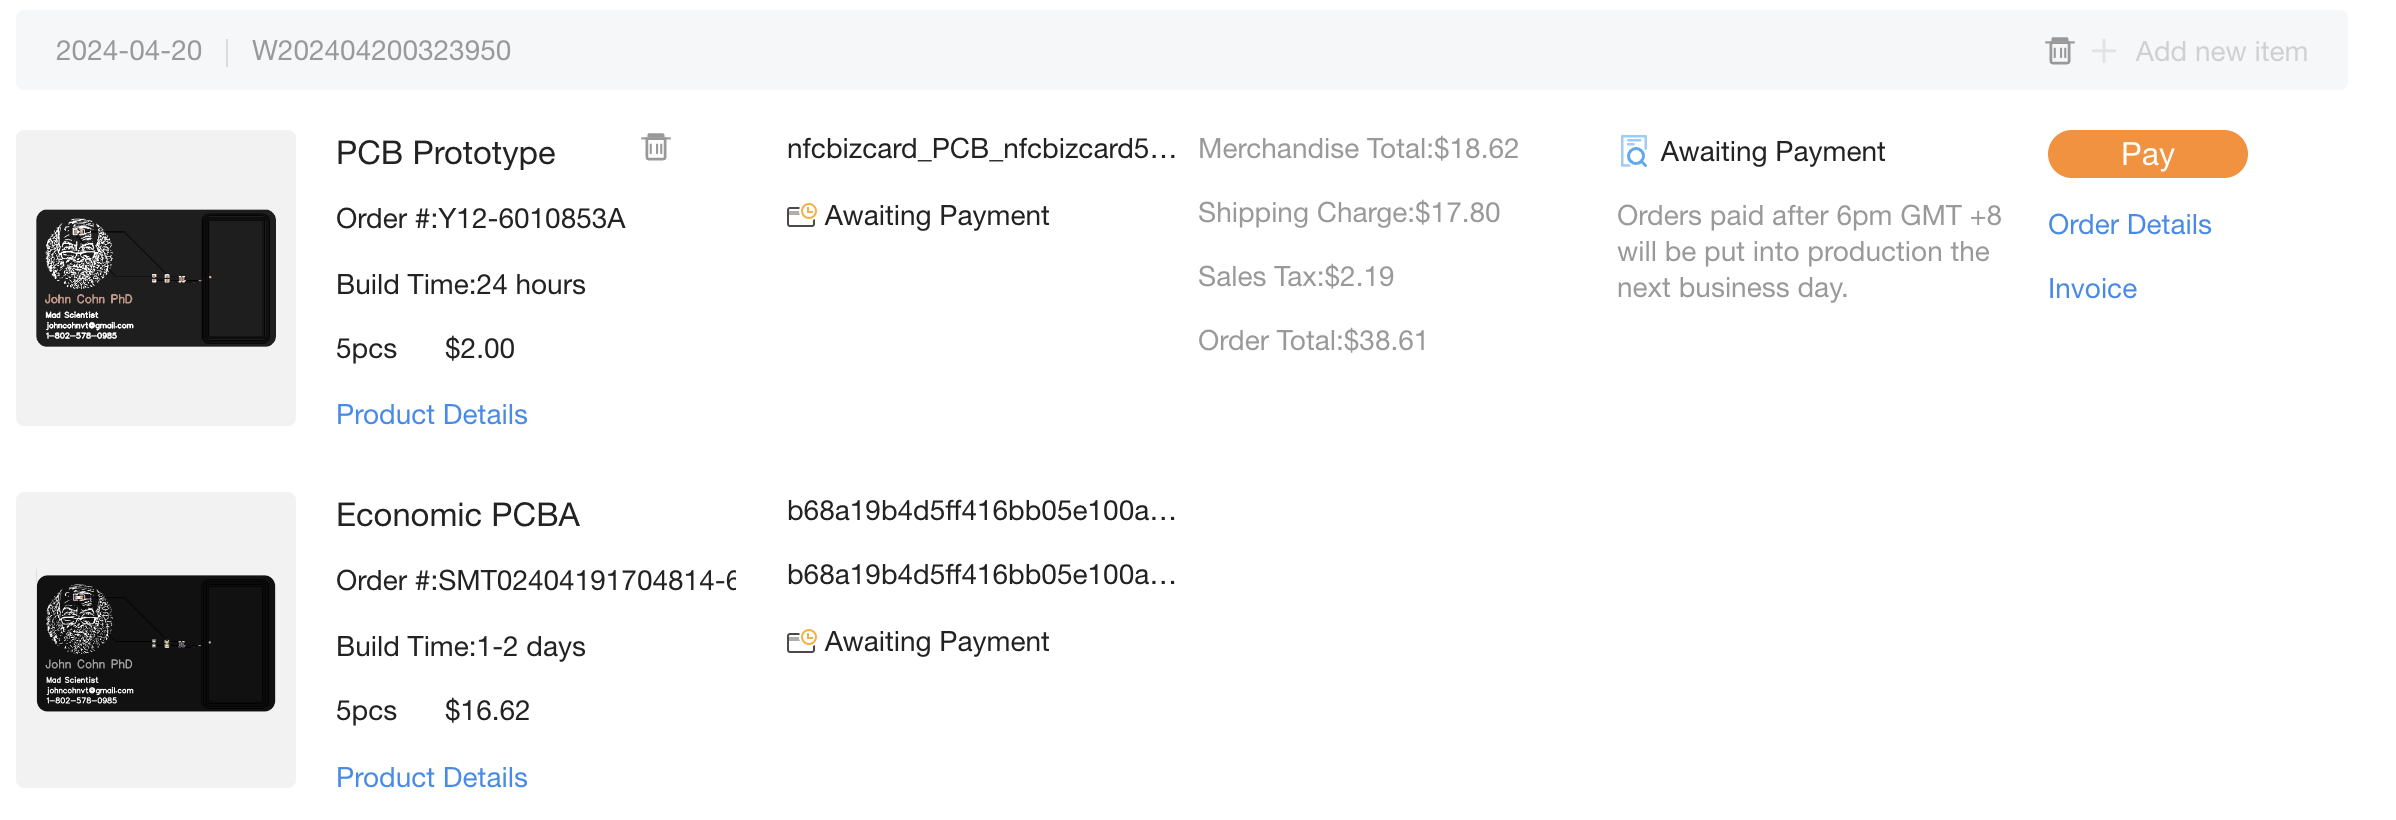 2024-04-20 | W202404200323950
Add new item
PCB Prototype
Order #:Y12-6010853A
Build Time:24 hours
5pcs $2.00
Product Details
nfcbizcard_PCB_nfcbizcard5...
Awaiting Payment
Merchandise Total:$18.62
Shipping Charge:$17.80
Sales Tax:$2.19
Order Total:$38.61
Awaiting Payment
Orders paid after 6pm GMT +8
will be put into production the
next business day.
Pay
Order Details
Invoice
John Cohn PhD
Mad Scientist
johncohnvt@gmail.com
1-802-578-0985
Economic PCBA
Order #:SMT02404191704814-6
Build Time:1-2 days
5pcs $16.62
Product Details
b68a19b4d5ff416bb05e100a...
b68a19b4d5ff416bb05e100a...
Awaiting Payment
John Cohn PhD
Mad Scientist
johncohnvt@gmail.com
1-802-578-0985